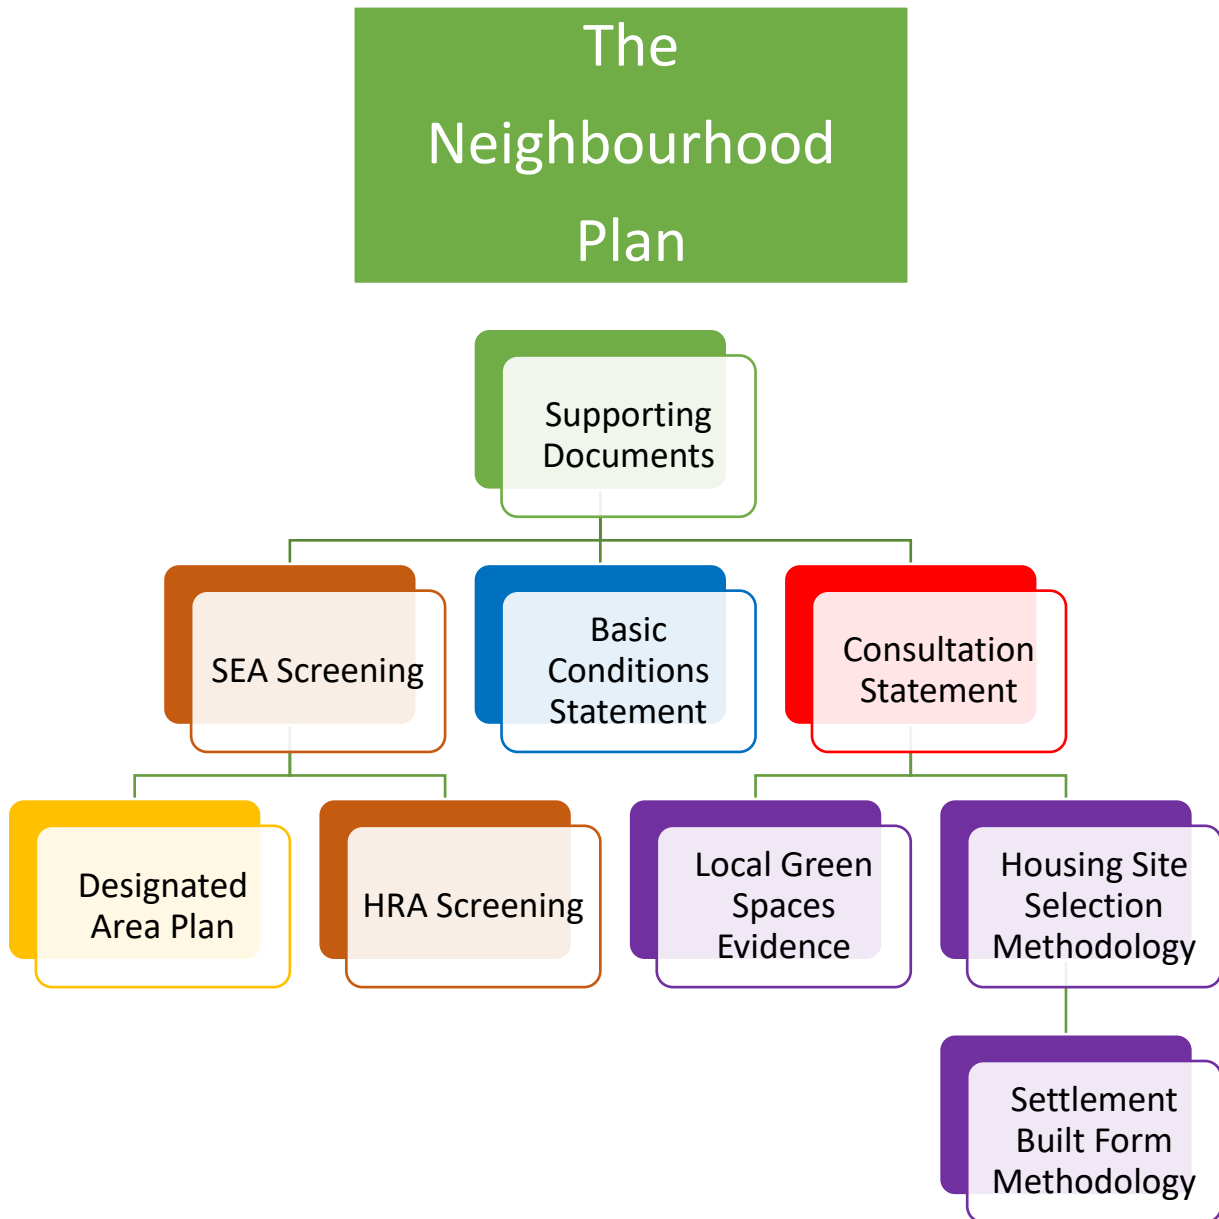 The
Neighbourhood
Plan
Supporting
Documents
SEA Screening
Basic
Conditions
Statement
Consultation
Statement
Designated
Area Plan
HRA Screening
Local Green
Spaces
Evidence
Housing Site
Selection
Methodology
Settlement
Built Form
Methodology